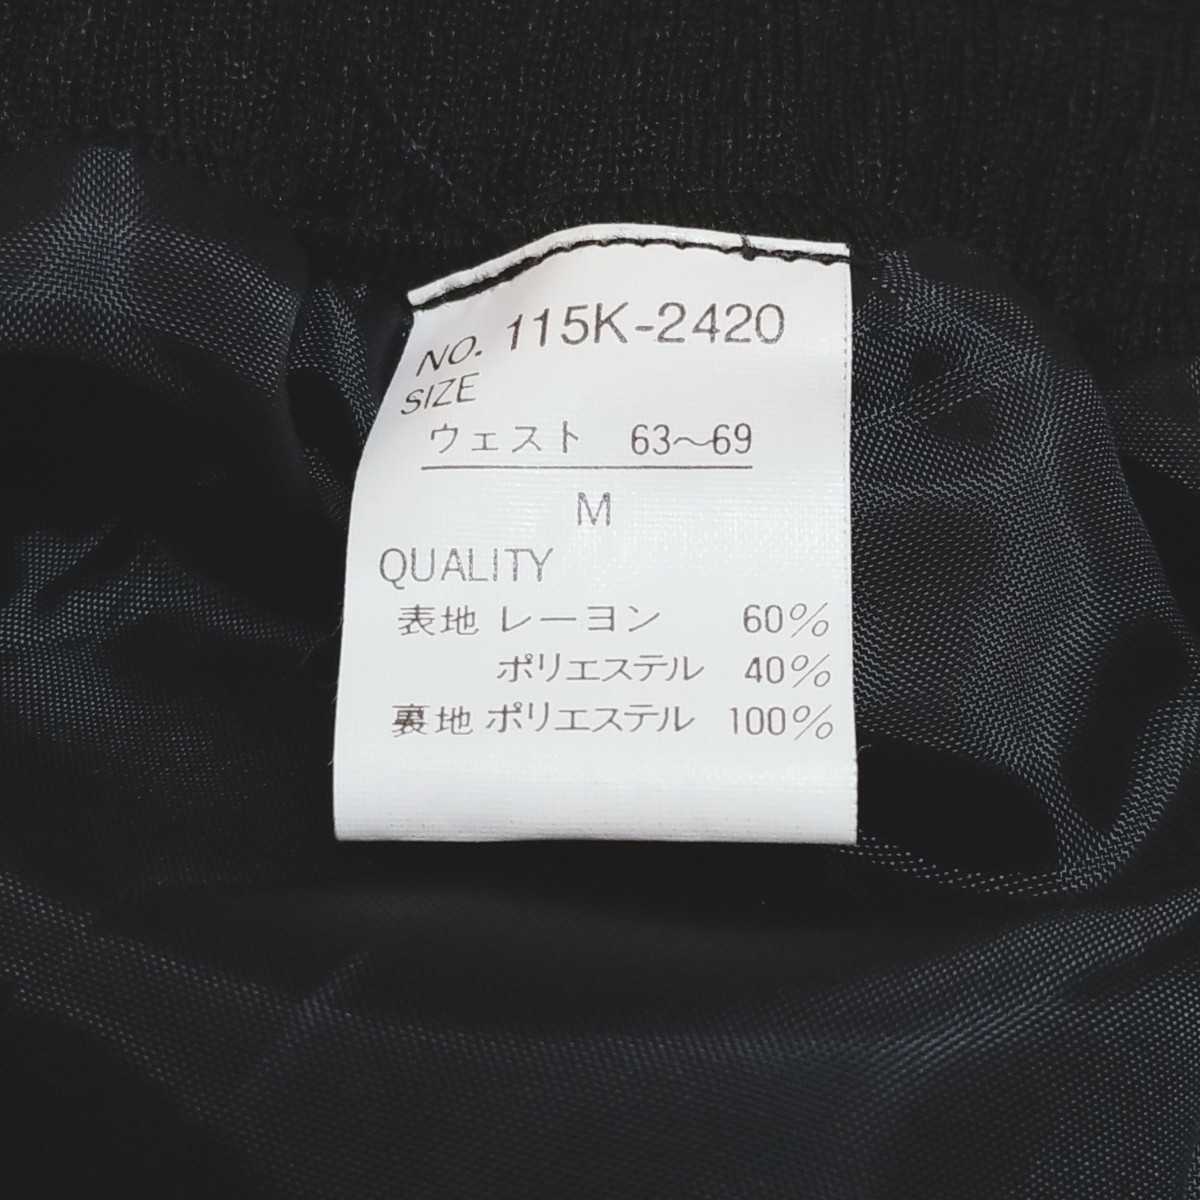 NO. 115K-2420
SIZE
ウェスト 63〜69
M
QUALITY
表地 レーヨン 60%
ポリエステル 40%
裏地 ポリエステル 100%